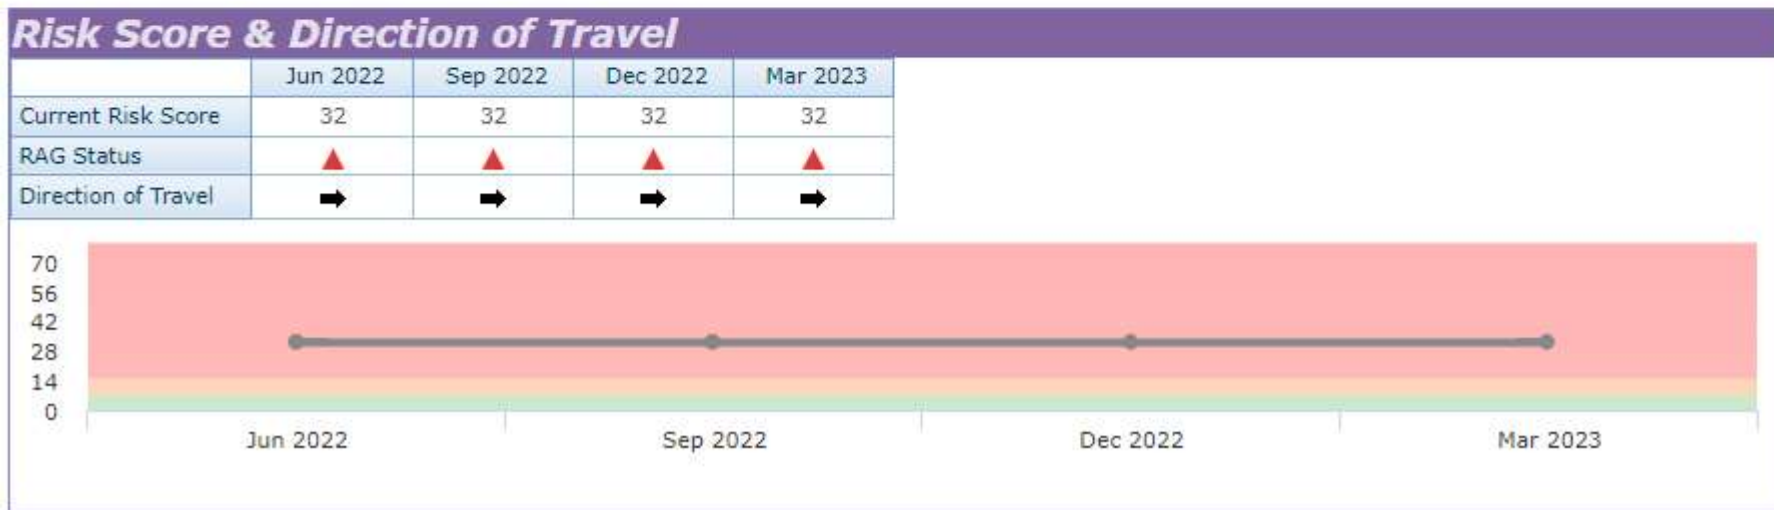 Risk Score & Direction of Travel
Jun 2022 Sep 2022 Dec 2022 Mar 2023
Current Risk Score 32 32 32 32
RAG Status
Direction of Travel
70
56
42
28
14
0
Jun 2022 Sep 2022 Dec 2022 Mar 2023